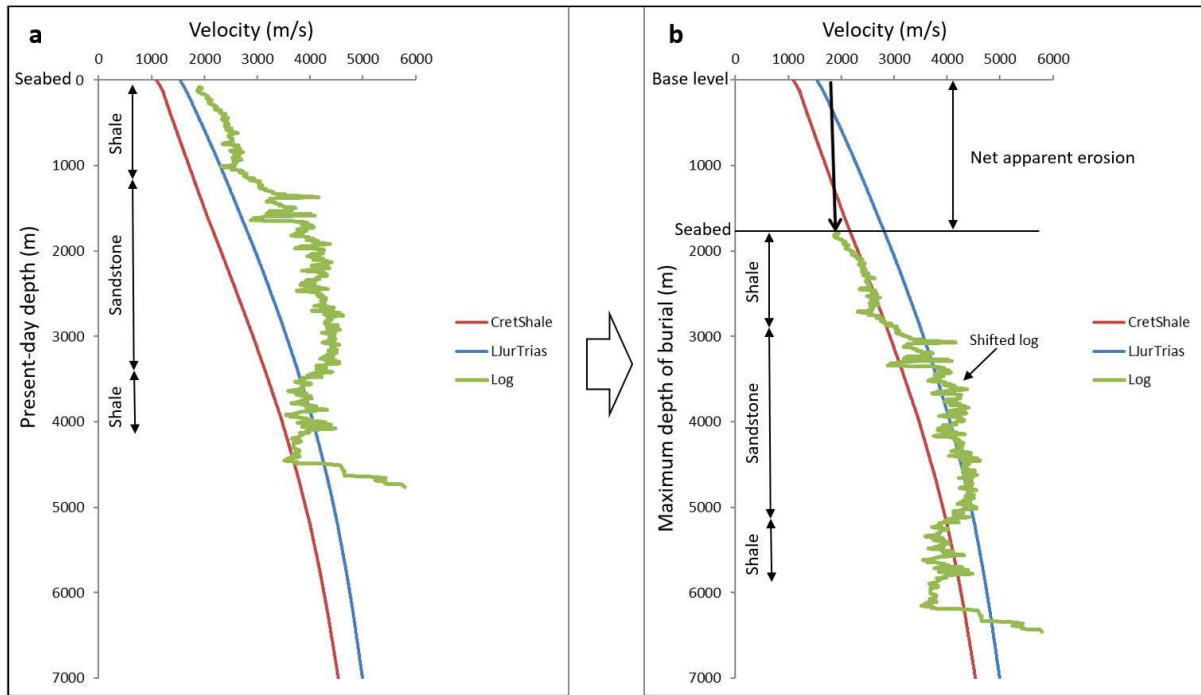 a
Velocity (m/s)
0 1000 2000 3000 4000 5000 6000
Seabed 0
1000
2000
3000
4000
5000
6000
7000
Present-day depth (m)
Shale
Sandstone
Shale
CretShale
LJurTrias
Log
b
Velocity (m/s)
0 1000 2000 3000 4000 5000 6000
Base level
1000
Seabed
2000
3000
4000
5000
6000
7000
Maximum depth of burial (m)
Shale
Sandstone
Shale
Net apparent erosion
Shifted log
CretShale
LJurTrias
Log